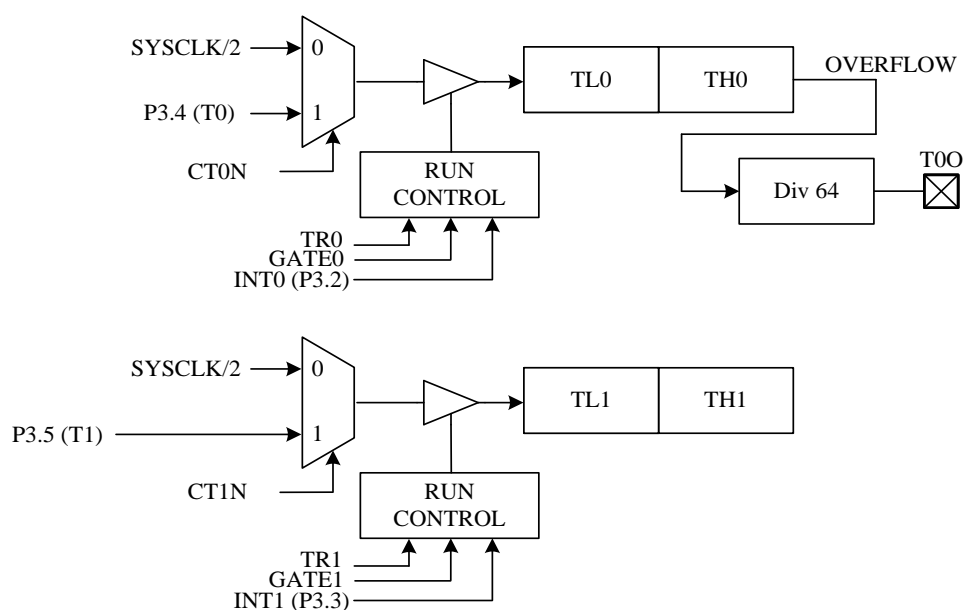 SYSCLK/2
0
TL0
TH0
OVERFLOW
P3.4 (T0)
1
CT0N
RUN
CONTROL
Div 64
T0O
TR0
GATE0
INT0 (P3.2)
SYSCLK/2
0
TL1
TH1
P3.5 (T1)
1
CT1N
RUN
CONTROL
TR1
GATE1
INT1 (P3.3)